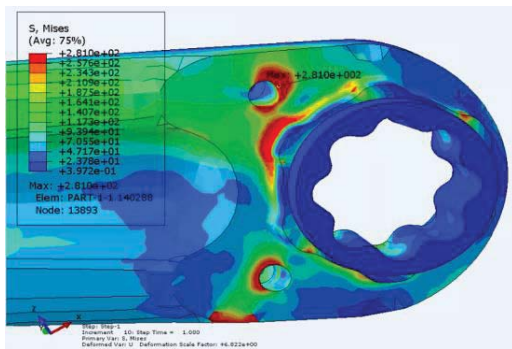 S, Mises
(Avg: 75%)
+2.810e+02
+2.576e+02
+2.343e+02
+2.109e+02
+1.875e+02
+1.641e+02
+1.407e+02
+1.173e+02
+9.394e+01
+7.055e+01
+4.717e+01
+2.378e+01
+3.972e-01
Max: +2.810e+02
Elem: PART-1-1.140288
Node: 13893
Max: +2.810e+002
Z
X
Step: Step-1
Increment 10: Step Time = 1.000
Primary Var: S, Mises
Deformed Var: U Deformation Scale Factor: +6.822e+00